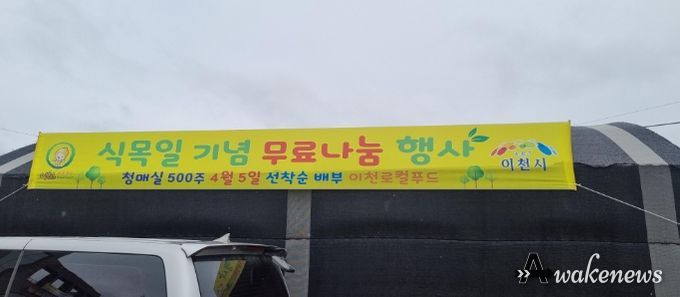 식목일 기념 무료나눔 행사
이천시
청매실 500주 4월 5일 선착순 배부 이천로컬푸드
Awakenews